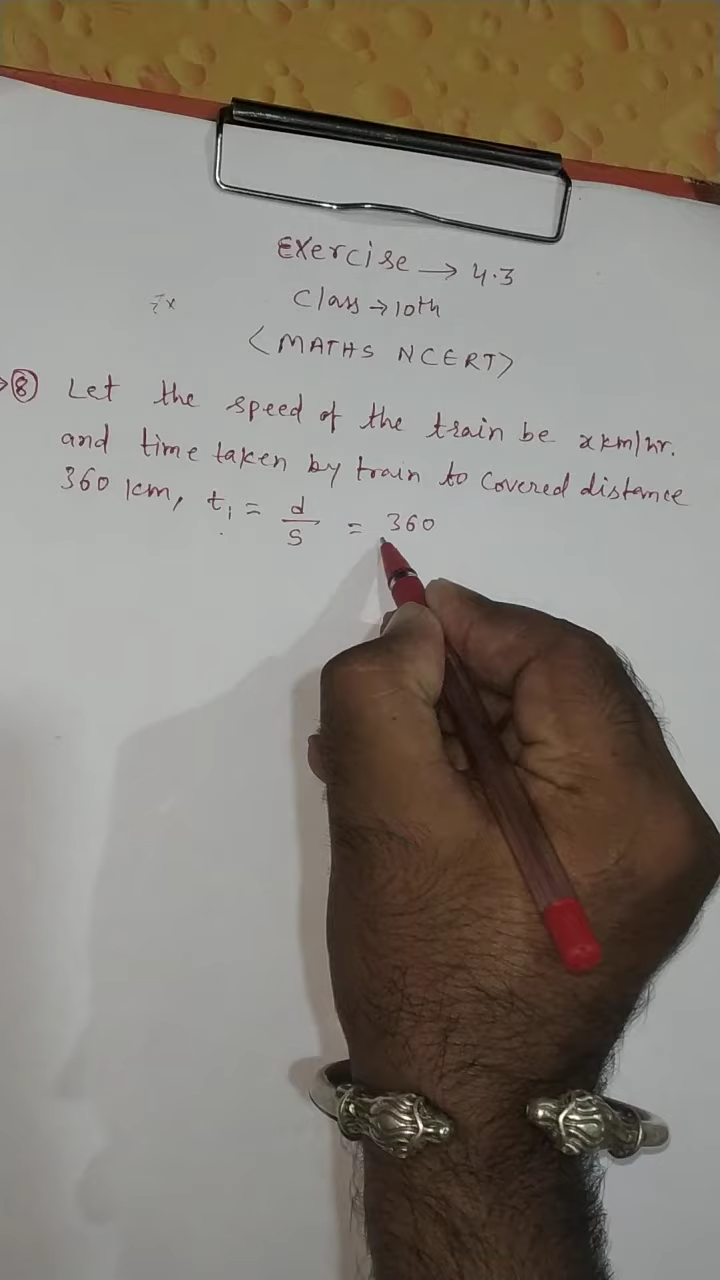 Exercise → 4.3
Class → 10th
<MATHS NCERT>
→ 8 Let the speed of the train be x km/hr.
and time taken by train to covered distance
360 km, t₁ = d/s = 360